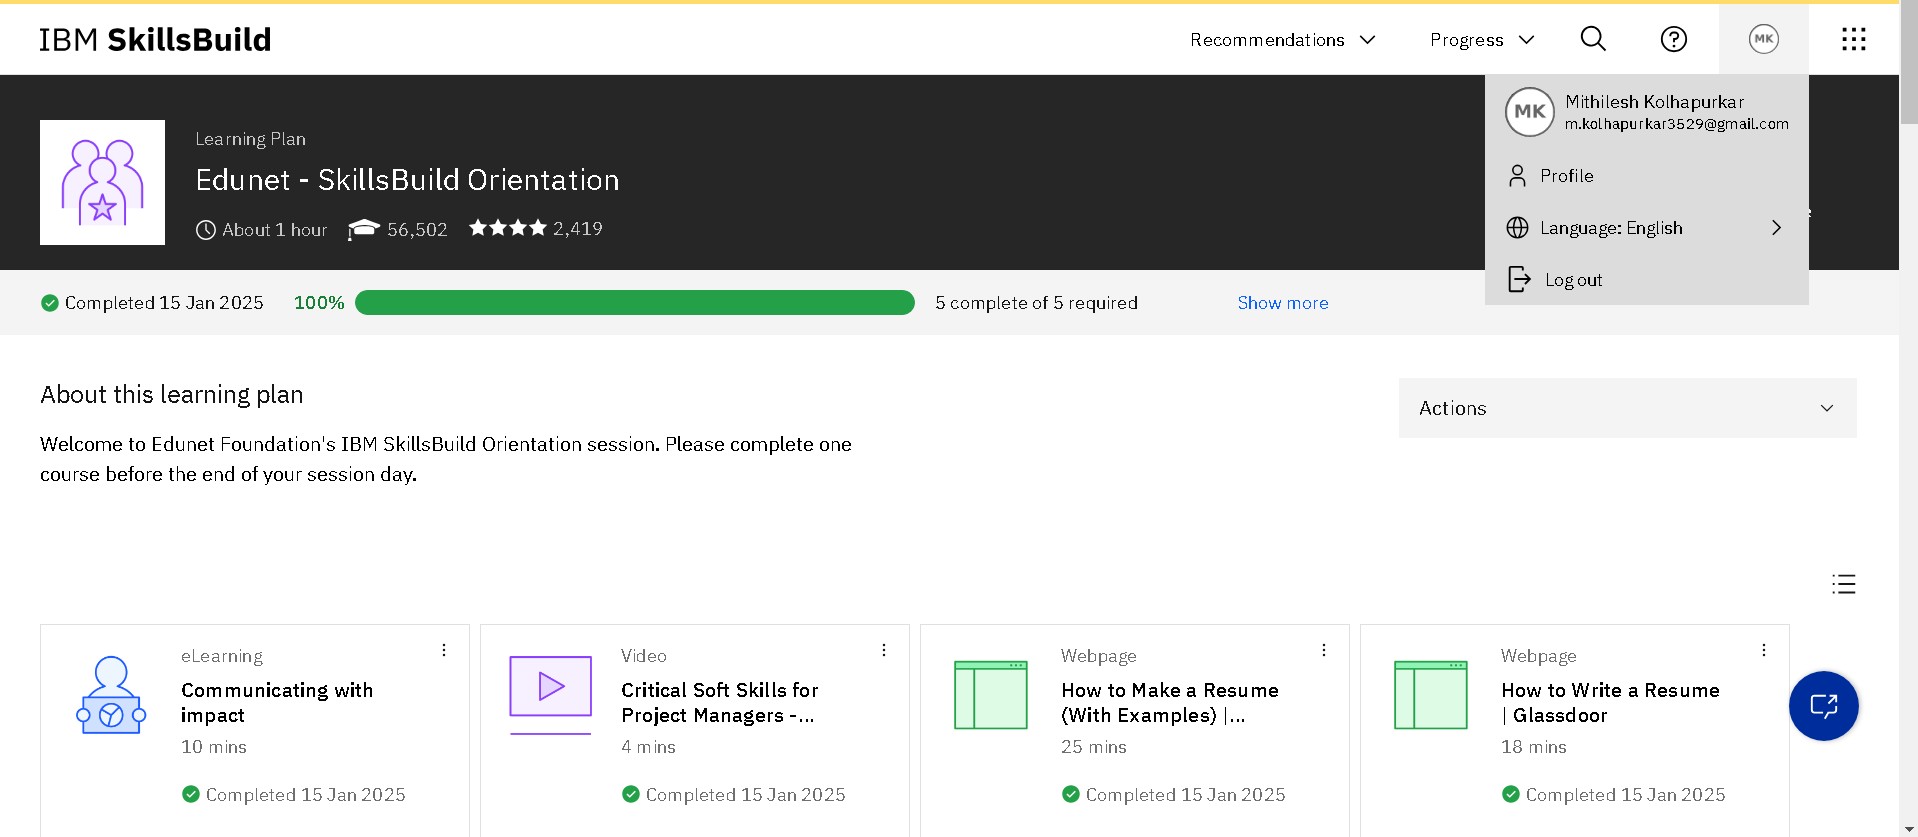 IBM SkillsBuild
Recommendations
Progress
MK
MK
Mithilesh Kolhapurkar
m.kolhapurkar3529@gmail.com
Profile
Language: English
Log out
Learning Plan
Edunet - SkillsBuild Orientation
About 1 hour 56,502 2,419
Completed 15 Jan 2025 100% 5 complete of 5 required Show more
About this learning plan
Actions
Welcome to Edunet Foundation's IBM SkillsBuild Orientation session. Please complete one
course before the end of your session day.
eLearning
Communicating with
impact
10 mins
Completed 15 Jan 2025
Video
Critical Soft Skills for
Project Managers -...
4 mins
Completed 15 Jan 2025
Webpage
How to Make a Resume
(With Examples) |...
25 mins
Completed 15 Jan 2025
Webpage
How to Write a Resume
| Glassdoor
18 mins
Completed 15 Jan 2025